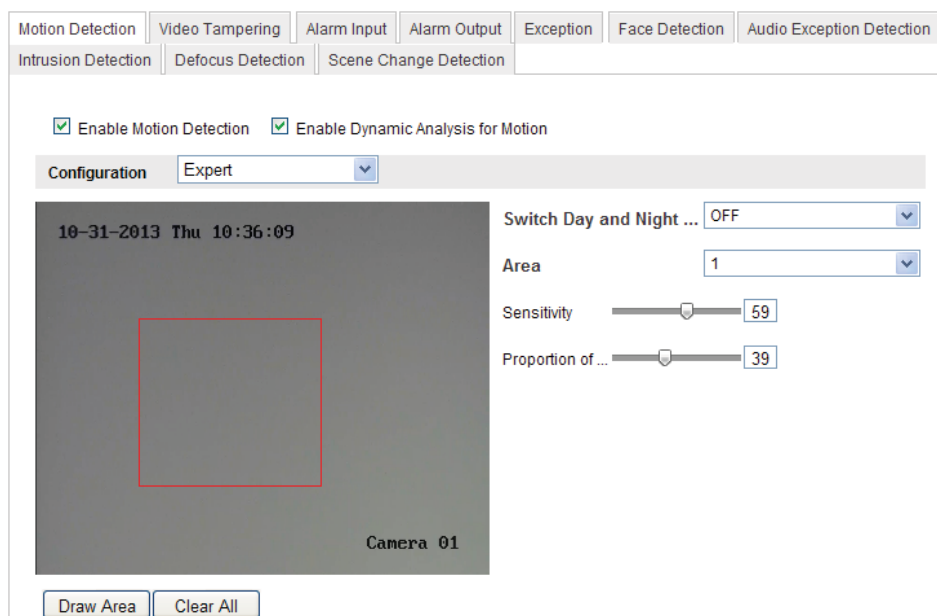 Motion Detection Video Tampering Alarm Input Alarm Output Exception Face Detection Audio Exception Detection
Intrusion Detection Defocus Detection Scene Change Detection
Enable Motion Detection Enable Dynamic Analysis for Motion
Configuration Expert
10-31-2013 Thu 10:36:09
Switch Day and Night ... OFF
Area 1
Sensitivity 59
Proportion of ... 39
Camera 01
Draw Area Clear All